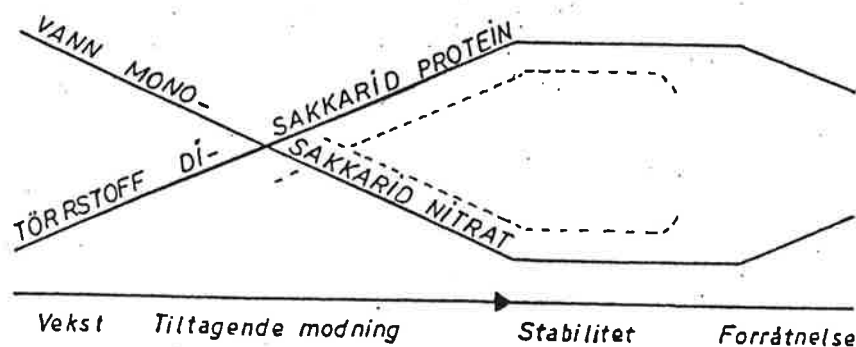 VANN MONO-
SAKKARID NITRAT
TÖRRSTOFF DI-
SAKKARID PROTEIN
Vekst Tiltagende modning Stabilitet Forråtnelse